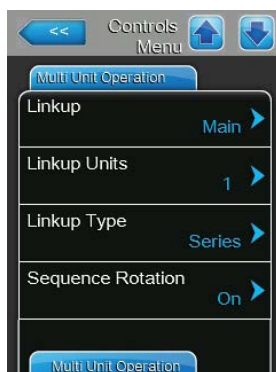 << Controls
Menu
Multi Unit Operation
Linkup
Main
Linkup Units
1
Linkup Type
Series
Sequence Rotation
On
Multi Unit Operation